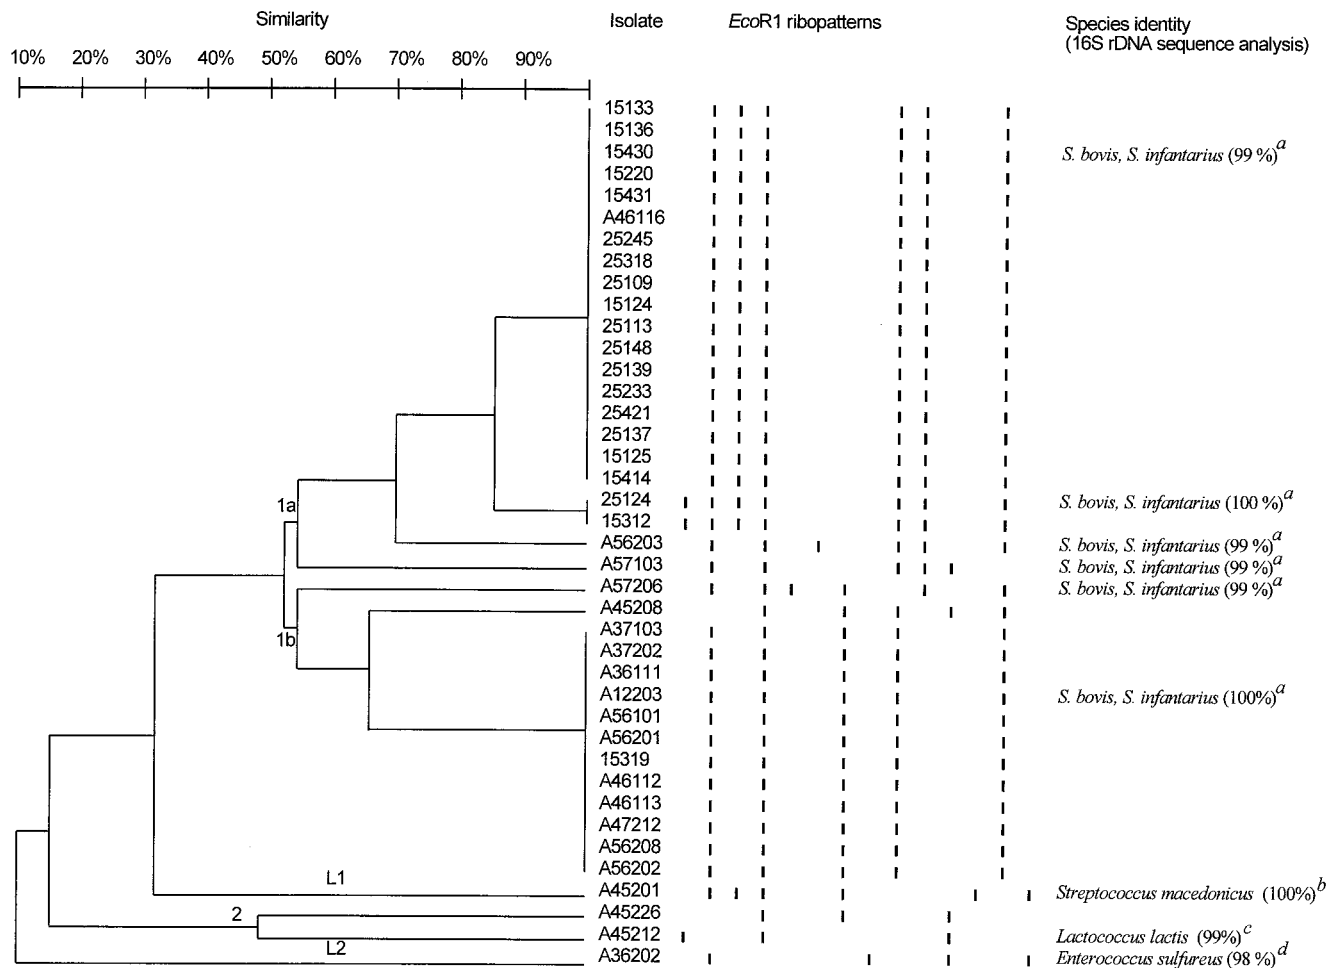 Similarity Isolate EcoR1 ribopatterns Species identity
(16S rDNA sequence analysis)
10% 20% 30% 40% 50% 60% 70% 80% 90%
15133
15136
15430 S. bovis, S. infantarius (99 %)a
15220
15431
A46116
25245
25318
25109
15124
25113
25148
25139
25233
25421
25137
15125
15414
1a 25124 S. bovis, S. infantarius (100 %)a
15312
A56203 S. bovis, S. infantarius (99 %)a
A57103 S. bovis, S. infantarius (99 %)a
A57206 S. bovis, S. infantarius (99 %)a
A45208
1b A37103
A37202
A36111
A12203 S. bovis, S. infantarius (100%)a
A56101
A56201
15319
A46112
A46113
A47212
A56208
A56202
L1
A45201 Streptococcus macedonicus (100%)b
2 A45226
A45212 Lactococcus lactis (99%)c
L2
A36202 Enterococcus sulfureus (98 %)d